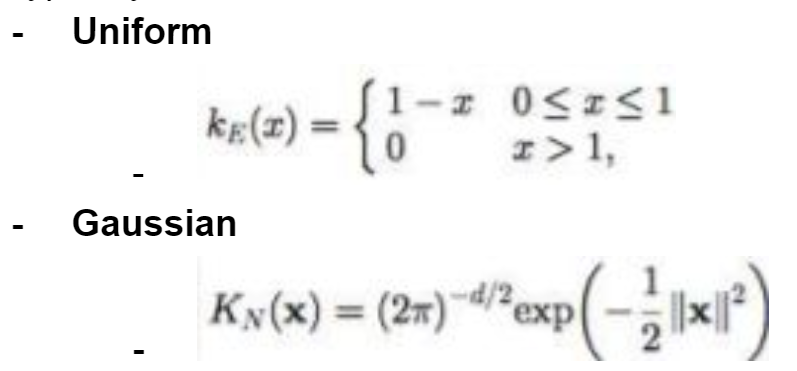 - Uniform
- k_E(x) = { 1 − x 0 ≤ x ≤ 1
0 x > 1,
- Gaussian
- K_N(𝐱) = (2π)^{−d/2} exp(−1/2 ‖𝐱‖²)